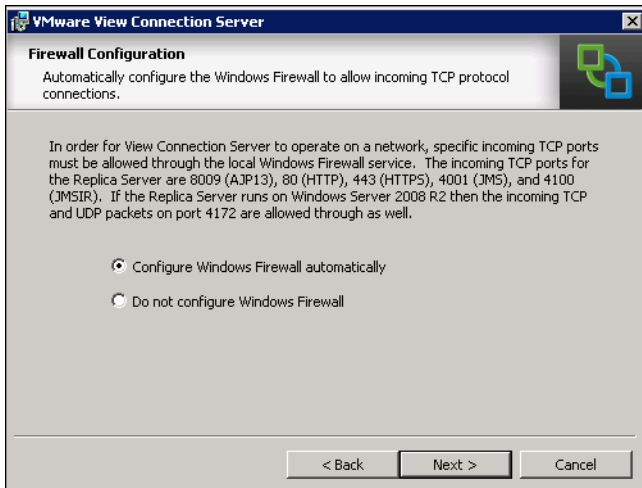 VMware View Connection Server
Firewall Configuration
Automatically configure the Windows Firewall to allow incoming TCP protocol
connections.
In order for View Connection Server to operate on a network, specific incoming TCP ports
must be allowed through the local Windows Firewall service.  The incoming TCP ports for
the Replica Server are 8009 (AJP13), 80 (HTTP), 443 (HTTPS), 4001 (JMS), and 4100
(JMSIR).  If the Replica Server runs on Windows Server 2008 R2 then the incoming TCP
and UDP packets on port 4172 are allowed through as well.
Configure Windows Firewall automatically
Do not configure Windows Firewall
< Back
Next >
Cancel